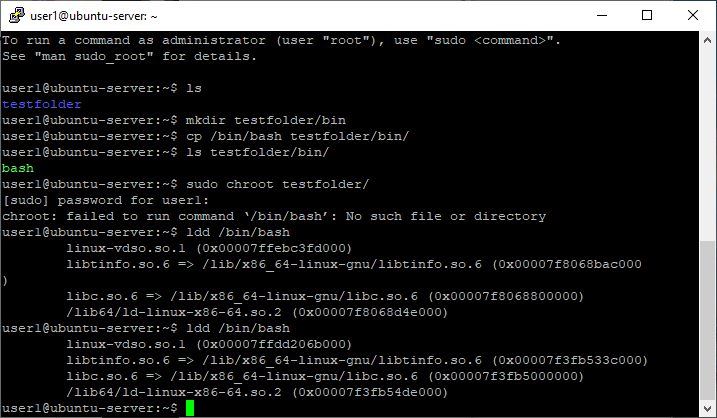 user1@ubuntu-server: ~
To run a command as administrator (user "root"), use "sudo <command>".
See "man sudo_root" for details.
user1@ubuntu-server:~$ ls
testfolder
user1@ubuntu-server:~$ mkdir testfolder/bin
user1@ubuntu-server:~$ cp /bin/bash testfolder/bin/
user1@ubuntu-server:~$ ls testfolder/bin/
bash
user1@ubuntu-server:~$ sudo chroot testfolder/
[sudo] password for user1:
chroot: failed to run command ‘/bin/bash’: No such file or directory
user1@ubuntu-server:~$ ldd /bin/bash
linux-vdso.so.1 (0x00007ffebc3fd000)
libtinfo.so.6 => /lib/x86_64-linux-gnu/libtinfo.so.6 (0x00007f8068bac000
)
libc.so.6 => /lib/x86_64-linux-gnu/libc.so.6 (0x00007f8068800000)
/lib64/ld-linux-x86-64.so.2 (0x00007f8068d4e000)
user1@ubuntu-server:~$ ldd /bin/bash
linux-vdso.so.1 (0x00007ffdd206b000)
libtinfo.so.6 => /lib/x86_64-linux-gnu/libtinfo.so.6 (0x00007f3fb533c000)
libc.so.6 => /lib/x86_64-linux-gnu/libc.so.6 (0x00007f3fb5000000)
/lib64/ld-linux-x86-64.so.2 (0x00007f3fb54de000)
user1@ubuntu-server:~$